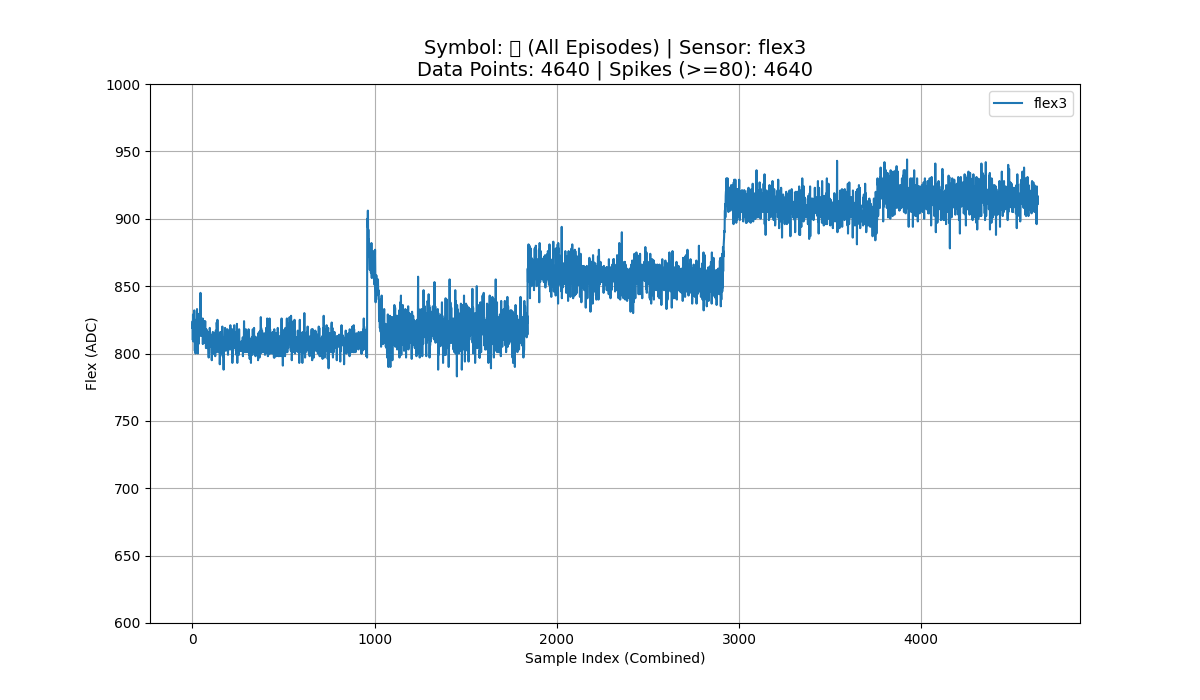 Symbol: (All Episodes) | Sensor: flex3
Data Points: 4640 | Spikes (>=80): 4640
1000
950
900
850
800
750
700
650
600
Flex (ADC)
flex3
0
1000
2000
3000
4000
Sample Index (Combined)